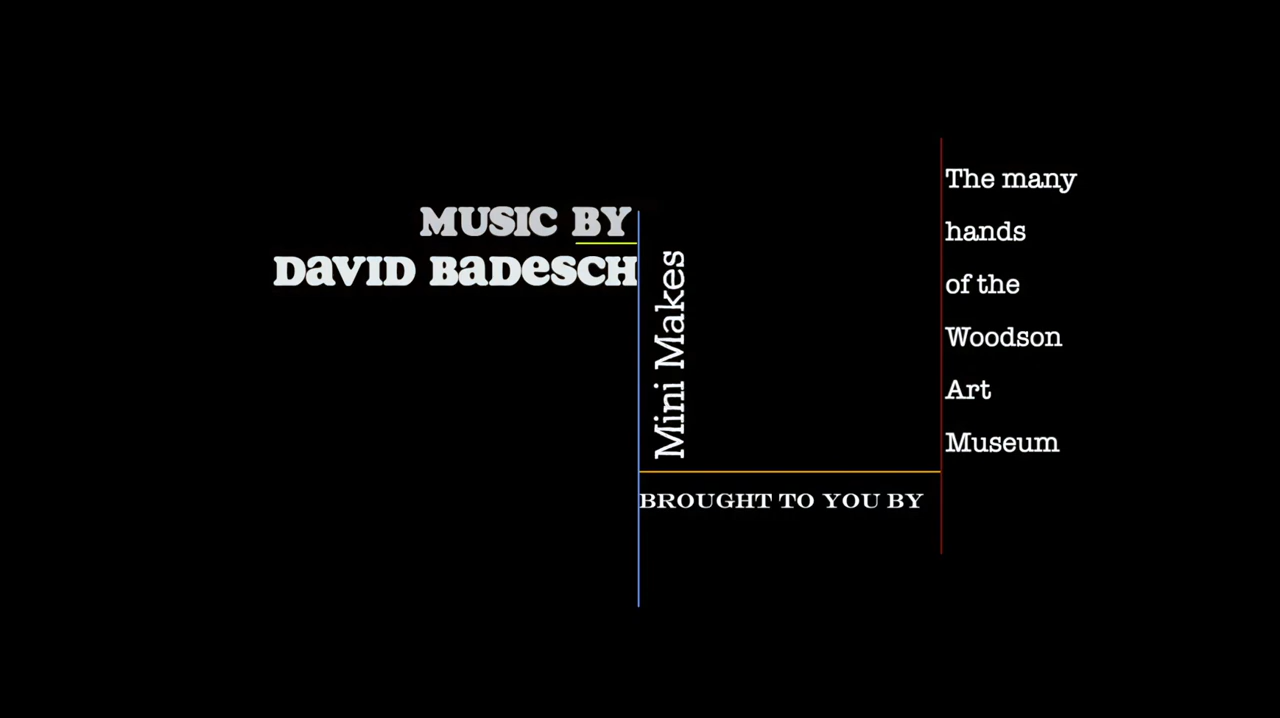 MUSIC BY
DaVID BaDesCH
Mini Makes
BROUGHT TO YOU BY
The many
hands
of the
Woodson
Art
Museum